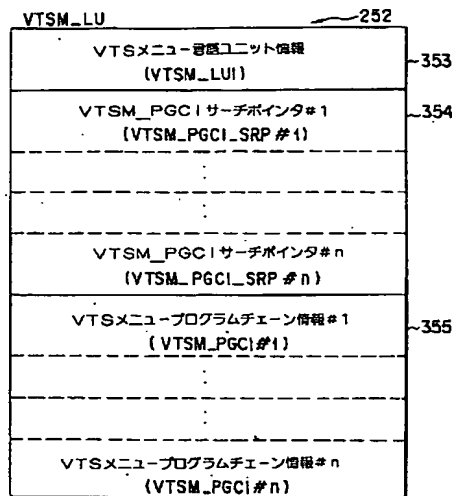 VTSM_LU
252
VTSメニュー言語ユニット情報
(VTSM_LUI)
353
VTSM_PGCIサーチポインタ#1
(VTSM_PGCI_SRP#1)
354
VTSM_PGCIサーチポインタ#n
(VTSM_PGCI_SRP#n)
VTSメニュープログラムチェーン情報#1
(VTSM_PGCI#1)
355
VTSメニュープログラムチェーン情報#n
(VTSM_PGCI#n)